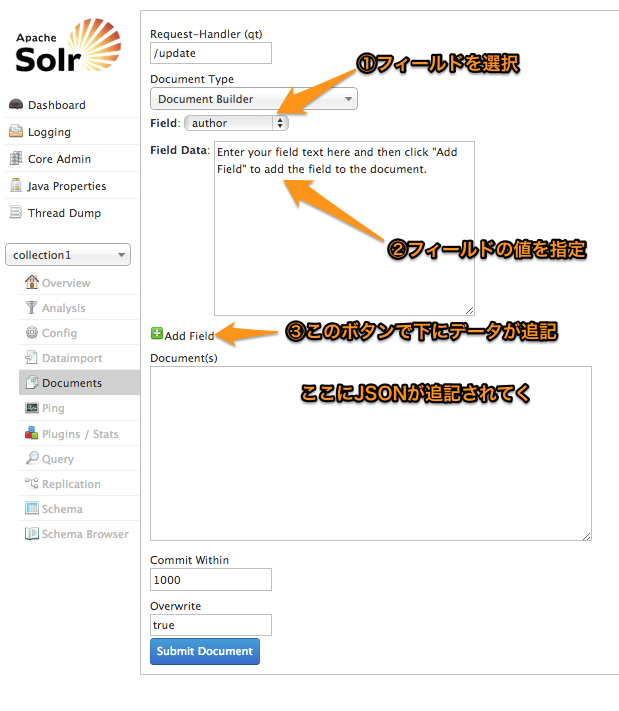 Apache
Solr
Dashboard
Logging
Core Admin
Java Properties
Thread Dump
collection1
Overview
Analysis
Config
Dataimport
Documents
Ping
Plugins / Stats
Query
Replication
Schema
Schema Browser
Request-Handler (qt)
/update
①フィールドを選択
Document Type
Document Builder
Field: author
Field Data: Enter your field text here and then click "Add
Field" to add the field to the document.
②フィールドの値を指定
Add Field
③このボタンで下にデータが追記
Document(s)
ここにJSONが追記されてく
Commit Within
1000
Overwrite
true
Submit Document